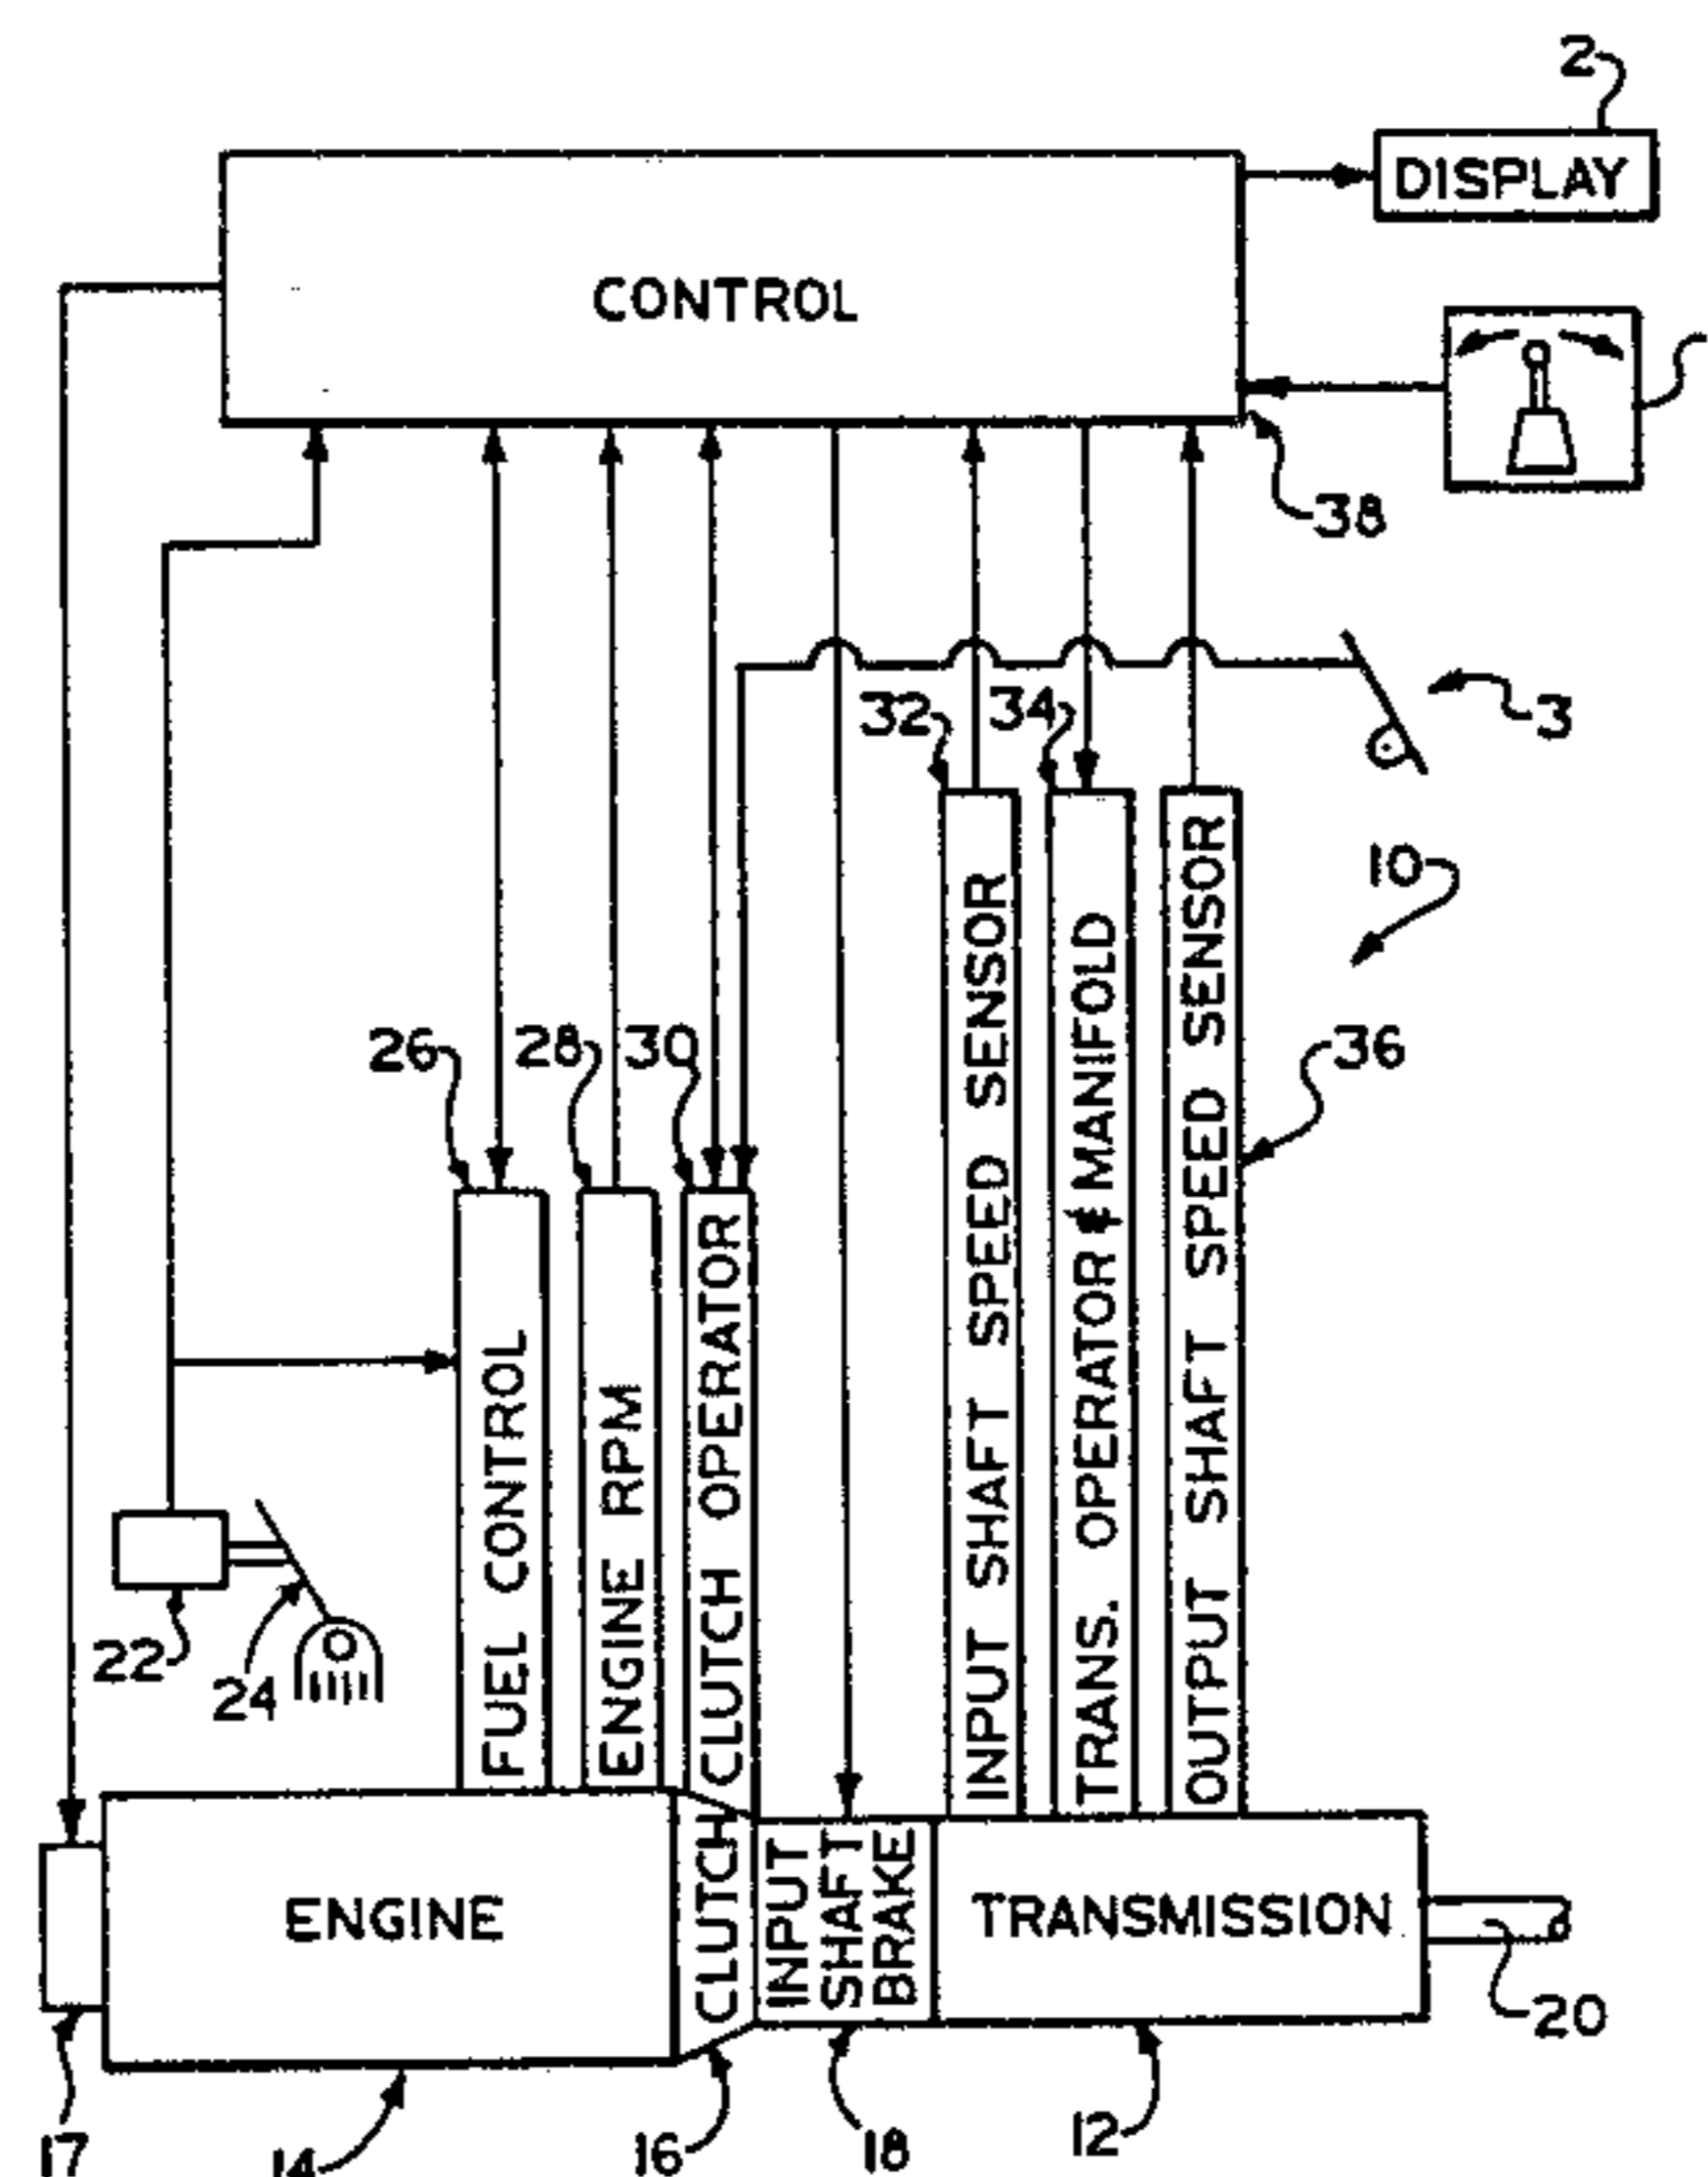 2
DISPLAY
CONTROL
38
3
32
34
10
26
28
30
36
FUEL CONTROL
ENGINE RPM
CLUTCH OPERATOR
INPUT SHAFT SPEED SENSOR
TRANS. OPERATOR & MANIFOLD
OUTPUT SHAFT SPEED SENSOR
22
24
ENGINE
CLUTCH
INPUT
SHAFT
BRAKE
TRANSMISSION
20
17
14
16
18
12